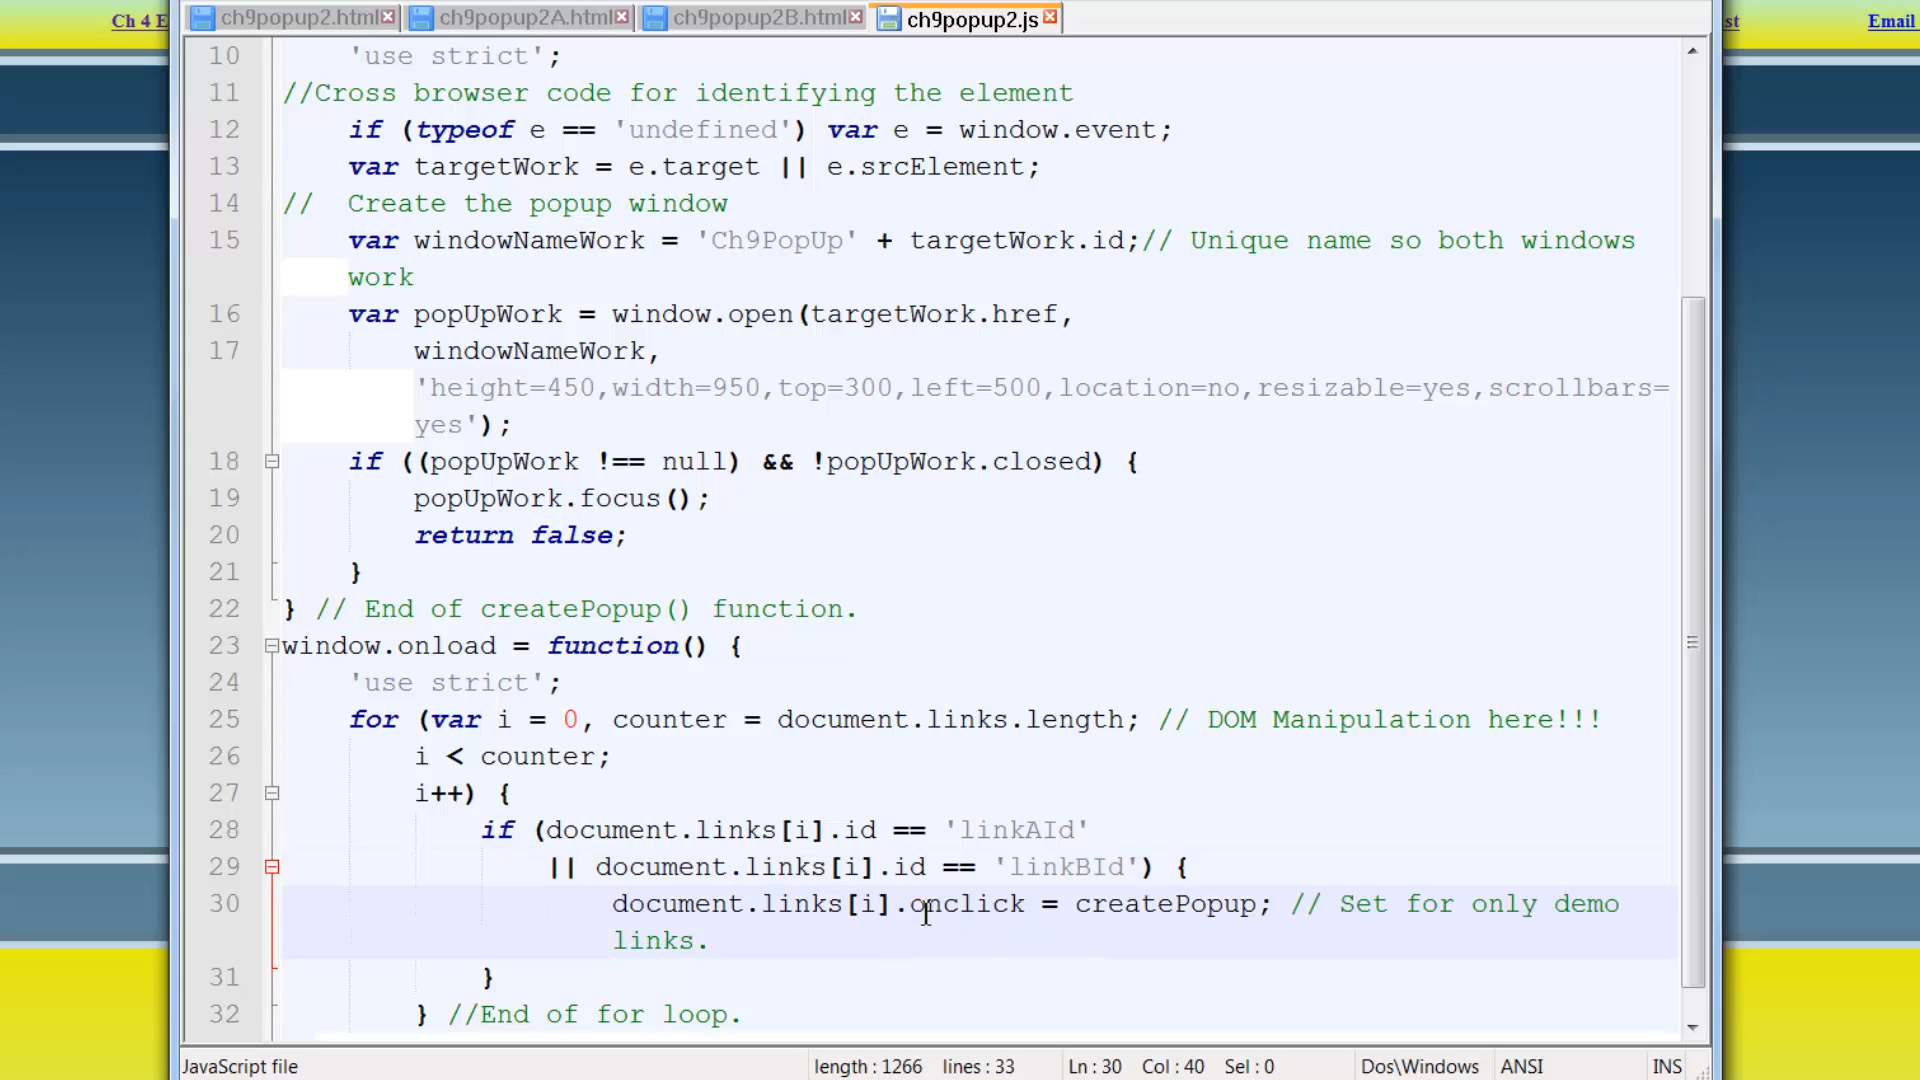 Ch 4 E
ch9popup2.html ch9popup2A.html ch9popup2B.html ch9popup2.js
st
Email
10 'use strict';
11 //Cross browser code for identifying the element
12 if (typeof e == 'undefined') var e = window.event;
13 var targetWork = e.target || e.srcElement;
14 // Create the popup window
15 var windowNameWork = 'Ch9PopUp' + targetWork.id;// Unique name so both windows
work
16 var popUpWork = window.open(targetWork.href,
17 windowNameWork,
'height=450,width=950,top=300,left=500,location=no,resizable=yes,scrollbars=
yes');
18 if ((popUpWork !== null) && !popUpWork.closed) {
19 popUpWork.focus();
20 return false;
21 }
22 } // End of createPopup() function.
23 window.onload = function() {
24 'use strict';
25 for (var i = 0, counter = document.links.length; // DOM Manipulation here!!!
26 i < counter;
27 i++) {
28 if (document.links[i].id == 'linkAId'
29 || document.links[i].id == 'linkBId') {
30 document.links[i].onclick = createPopup; // Set for only demo
links.
31 }
32 } //End of for loop.
JavaScript file length : 1266 lines : 33 Ln : 30 Col : 40 Sel : 0 Dos\Windows ANSI INS